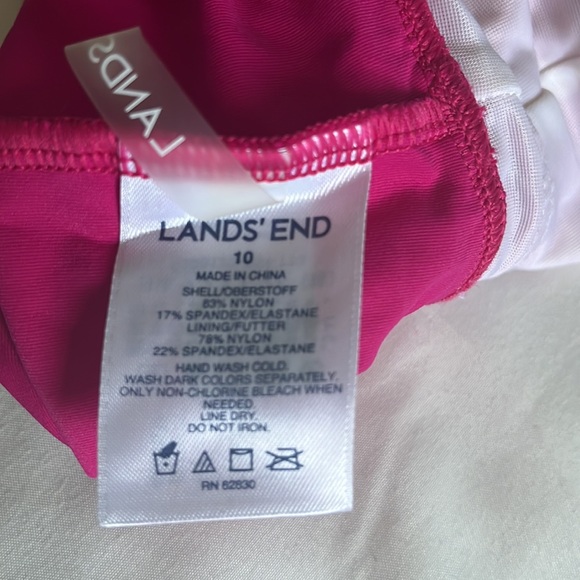 LANDS'
LANDS' END
10
MADE IN CHINA
SHELL/OBERSTOFF
83% NYLON
17% SPANDEX/ELASTANE
LINING/FUTTER
78% NYLON
22% SPANDEX/ELASTANE
HAND WASH COLD.
WASH DARK COLORS SEPARATELY.
ONLY NON-CHLORINE BLEACH WHEN
NEEDED.
LINE DRY.
DO NOT IRON.
RN 62830